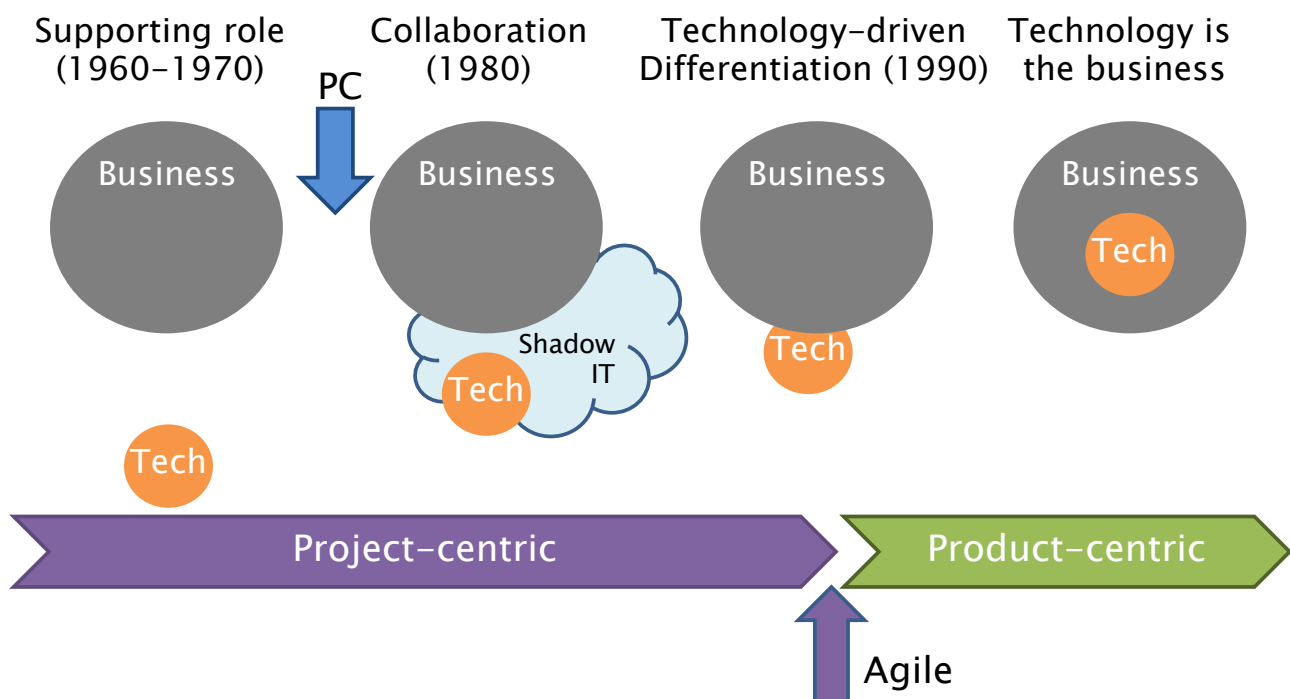 Supporting role
(1960-1970)
PC
Collaboration
(1980)
Technology-driven
Differentiation (1990)
Technology is
the business
Business
Business
Business
Business
Tech
Shadow
IT
Tech
Tech
Tech
Project-centric
Product-centric
Agile